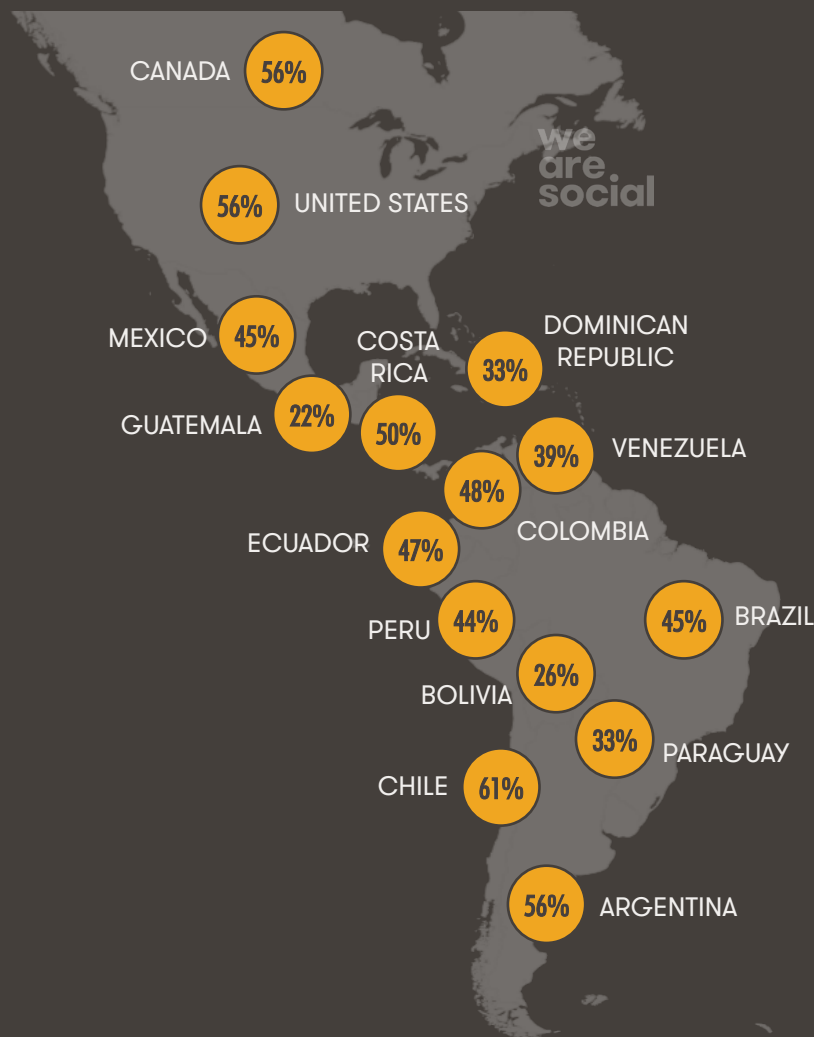 CANADA 56%
we
are
social
56% UNITED STATES
MEXICO 45%
COSTA
RICA
DOMINICAN
REPUBLIC
33%
GUATEMALA 22%
50%
39% VENEZUELA
48%
COLOMBIA
ECUADOR 47%
PERU 44%
45% BRAZIL
BOLIVIA 26%
33% PARAGUAY
CHILE 61%
56% ARGENTINA